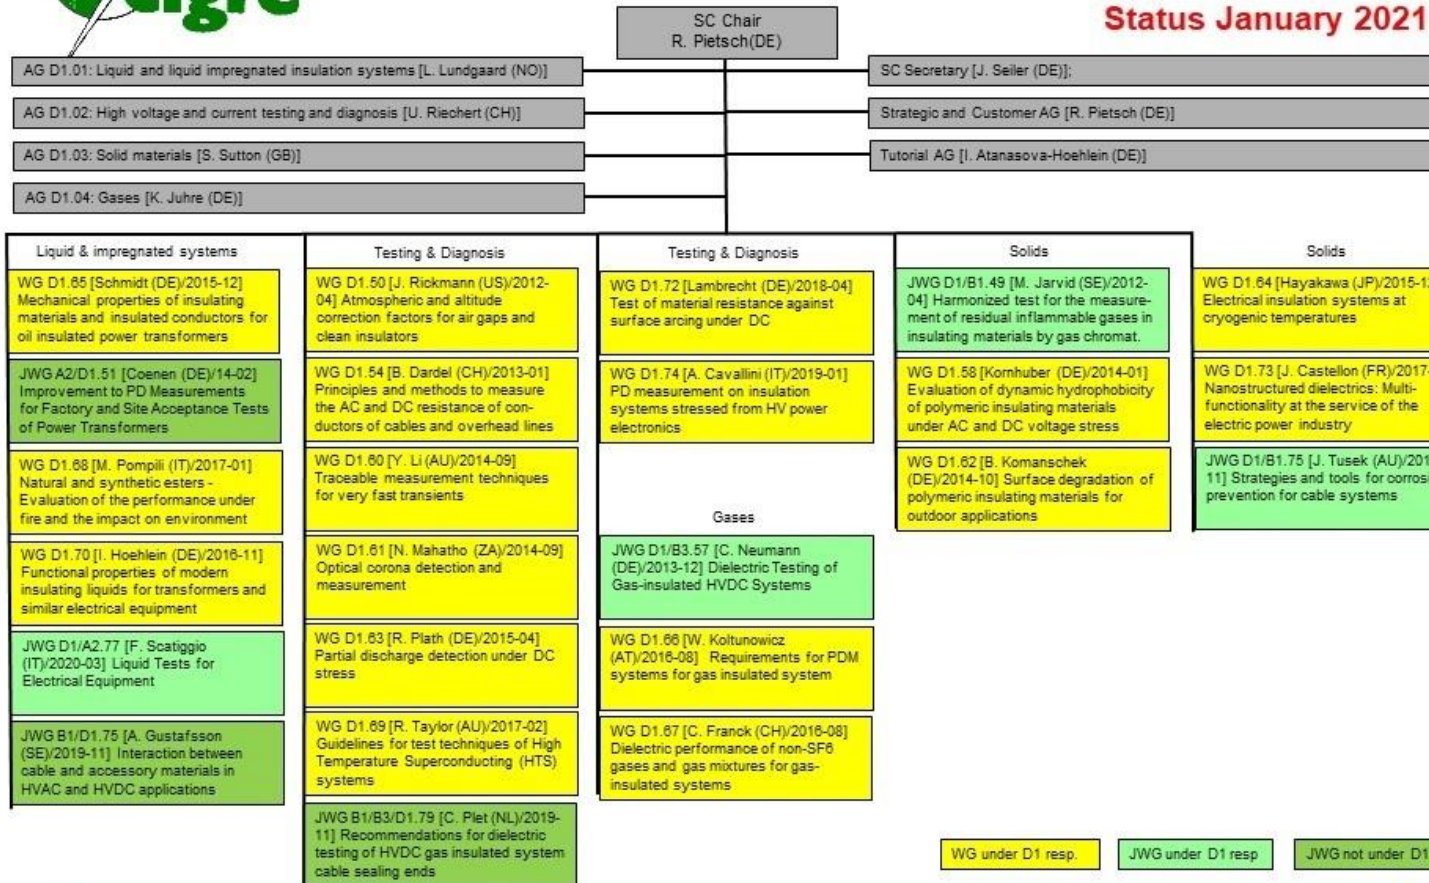 cigre
Status January 2021
SC Chair
R. Pietsch(DE)
AG D1.01: Liquid and liquid impregnated insulation systems [L. Lundgaard (NO)]
SC Secretary [J. Seiler (DE)];
AG D1.02: High voltage and current testing and diagnosis [U. Riechert (CH)]
Strategic and Customer AG [R. Pietsch (DE)]
AG D1.03: Solid materials [S. Sutton (GB)]
Tutorial AG [I. Atanasova-Hoehlein (DE)]
AG D1.04: Gases [K. Juhre (DE)]
Liquid & impregnated systems
WG D1.65 [Schmidt (DE)/2015-12]
Mechanical properties of insulating
materials and insulated conductors for
oil insulated power transformers
JWG A2/D1.51 [Coenen (DE)/14-02]
Improvement to PD Measurements
for Factory and Site Acceptance Tests
of Power Transformers
WG D1.68 [M. Pompili (IT)/2017-01]
Natural and synthetic esters -
Evaluation of the performance under
fire and the impact on environment
WG D1.70 [I. Hoehlein (DE)/2016-11]
Functional properties of modern
insulating liquids for transformers and
similar electrical equipment
JWG D1/A2.77 [F. Scatiggio
(IT)/2020-03] Liquid Tests for
Electrical Equipment
JWG B1/D1.75 [A. Gustafsson
(SE)/2019-11] Interaction between
cable and accessory materials in
HVAC and HVDC applications
Testing & Diagnosis
WG D1.50 [J. Rickmann (US)/2012-
04] Atmospheric and altitude
correction factors for air gaps and
clean insulators
WG D1.54 [B. Dardel (CH)/2013-01]
Principles and methods to measure
the AC and DC resistance of con-
ductors of cables and overhead lines
WG D1.60 [Y. Li (AU)/2014-09]
Traceable measurement techniques
for very fast transients
WG D1.61 [N. Mahatho (ZA)/2014-09]
Optical corona detection and
measurement
WG D1.63 [R. Plath (DE)/2015-04]
Partial discharge detection under DC
stress
WG D1.69 [R. Taylor (AU)/2017-02]
Guidelines for test techniques of High
Temperature Superconducting (HTS)
systems
JWG B1/B3/D1.79 [C. Plet (NL)/2019-
11] Recommendations for dielectric
testing of HVDC gas insulated system
cable sealing ends
Testing & Diagnosis
WG D1.72 [Lambrecht (DE)/2018-04]
Test of material resistance against
surface arcing under DC
WG D1.74 [A. Cavallini (IT)/2019-01]
PD measurement on insulation
systems stressed from HV power
electronics
Gases
JWG D1/B3.57 [C. Neumann
(DE)/2013-12] Dielectric Testing of
Gas-insulated HVDC Systems
WG D1.66 [W. Koltunowicz
(AT)/2016-08] Requirements for PDM
systems for gas insulated system
WG D1.67 [C. Franck (CH)/2016-08]
Dielectric performance of non-SF6
gases and gas mixtures for gas-
insulated systems
Solids
JWG D1/B1.49 [M. Jarvid (SE)/2012-
04] Harmonized test for the measure-
ment of residual inflammable gases in
insulating materials by gas chromat.
WG D1.58 [Kornhuber (DE)/2014-01]
Evaluation of dynamic hydrophobicity
of polymeric insulating materials
under AC and DC voltage stress
WG D1.62 [B. Komanschek
(DE)/2014-10] Surface degradation of
polymeric insulating materials for
outdoor applications
Solids
WG D1.64 [Hayakawa (JP)/2015-1
Electrical insulation systems at
cryogenic temperatures
WG D1.73 [J. Castellon (FR)/2017-
Nanostructured dielectrics: Multi-
functionality at the service of the
electric power industry
JWG D1/B1.75 [J. Tusek (AU)/201
11] Strategies and tools for corros
prevention for cable systems
WG under D1 resp.
JWG under D1 resp
JWG not under D1